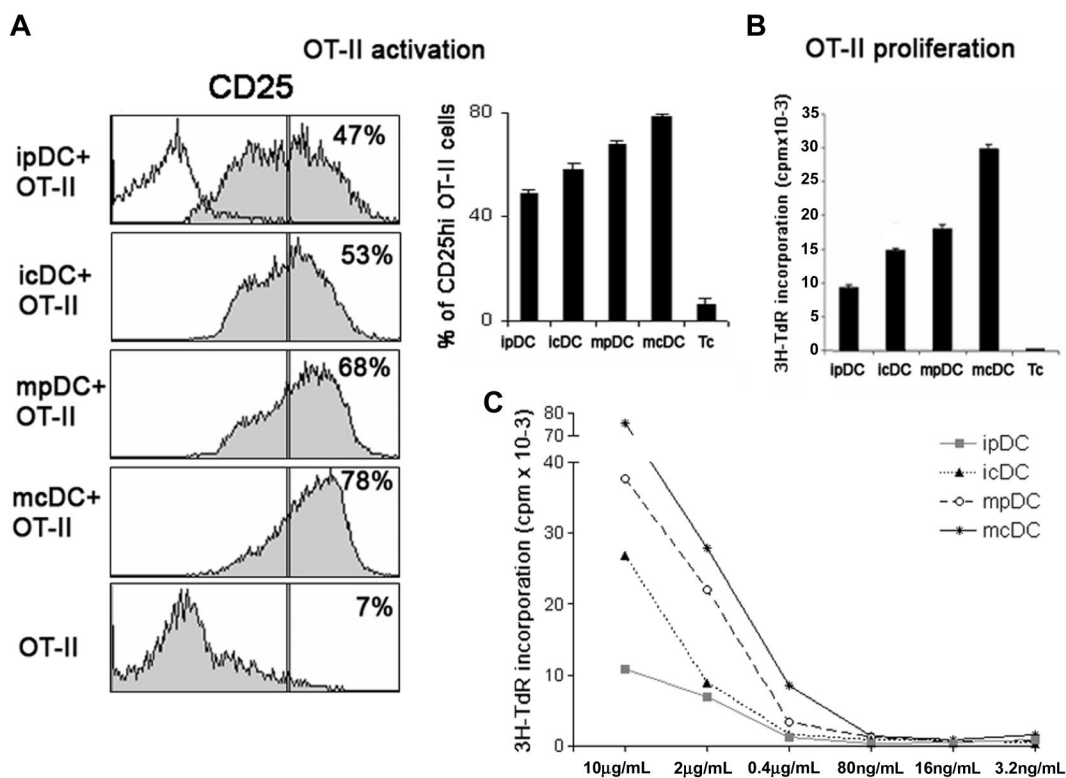 A
OT-II activation
CD25
ipDC+
OT-II
47%
icDC+
OT-II
53%
mpDC+
OT-II
68%
mcDC+
OT-II
78%
OT-II
7%
% of CD25hi OT-II cells
80
40
0
ipDC icDC mpDC mcDC Tc
B
OT-II proliferation
3H-TdR incorporation (cpmx10-3)
35
30
25
20
15
10
5
0
ipDC icDC mpDC mcDC Tc
C
3H-TdR incorporation (cpm x 10-3)
80
70
40
30
20
10
0
ipDC
icDC
mpDC
mcDC
10µg/mL 2µg/mL 0.4µg/mL 80ng/mL 16ng/mL 3.2ng/mL